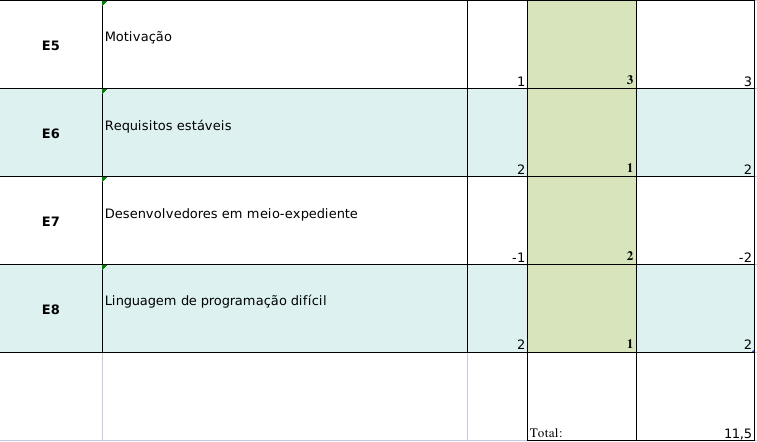 E5 Motivação 1 3 3
E6 Requisitos estáveis 2 1 2
E7 Desenvolvedores em meio-expediente -1 2 -2
E8 Linguagem de programação difícil 2 1 2
Total: 11,5